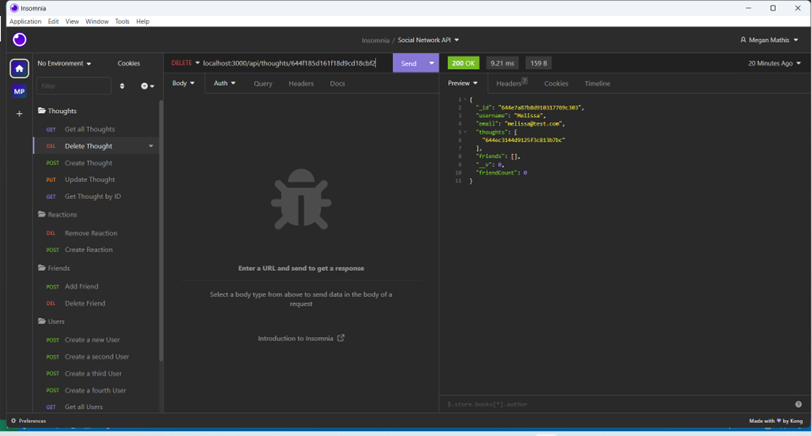 Insomnia
Application Edit View Window Tools Help
Insomnia / Social Network API
Megan Mathis
No Environment
Cookies
DELETE localhost:3000/api/thoughts/644f185d161f18d9cd18cbf2
Send
200 OK
9.21 ms
159 B
20 Minutes Ago
MP
Filter
Body Auth Query Headers Docs
Preview Headers 7 Cookies Timeline
Thoughts
GET Get all Thoughts
DEL Delete Thought
POST Create Thought
PUT Update Thought
GET Get Thought by ID
Reactions
DEL Remove Reaction
POST Create Reaction
Friends
POST Add Friend
DEL Delete Friend
Users
POST Create a new User
POST Create a second User
POST Create a third User
POST Create a fourth User
GET Get all Users
Enter a URL and send to get a response
Select a body type from above to send data in the body of a
request
Introduction to Insomnia
1 {
2 "_id": "644e7a87b8d910317769c303",
3 "username": "Melissa",
4 "email": "melissa@test.com",
5 "thoughts": [
6 "644ec3144d9125f3c813b7bc"
7 ],
8 "friends": [],
9 "__v": 0,
10 "friendCount": 0
11 }
$.store.books[*].author
Preferences
Made with by Kong